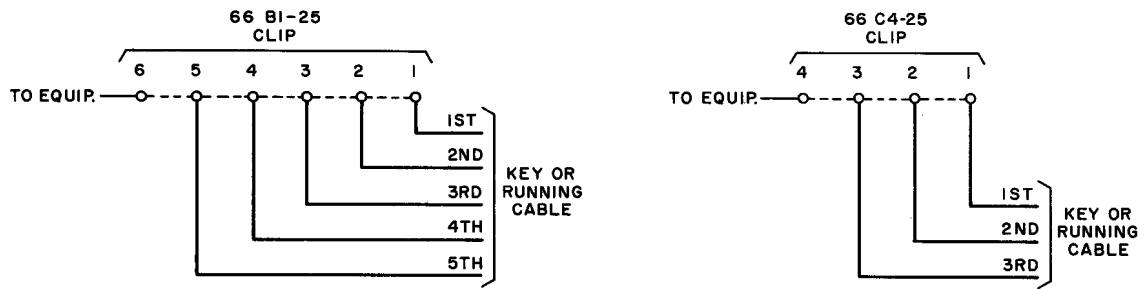 66 B1-25
CLIP
6 5 4 3 2 1
TO EQUIP.
1ST
2ND
3RD
4TH
5TH
KEY OR
RUNNING
CABLE
66 C4-25
CLIP
4 3 2 1
TO EQUIP.
1ST
2ND
3RD
KEY OR
RUNNING
CABLE